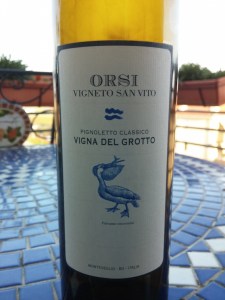 ORSI
VIGNETO SAN VITO
PIGNOLETTO CLASSICO
VIGNA DEL GROTTO